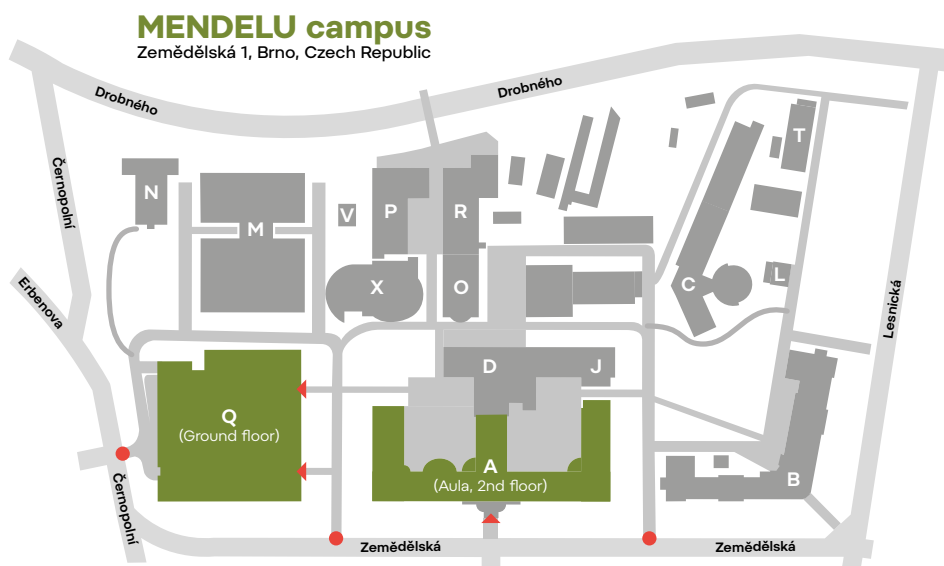 MENDELU campus
Zemědělská 1, Brno, Czech Republic
Drobného
Drobného
Černopolní
N
M
V
P
R
T
X
O
C
L
Erbenova
Lesnická
D
J
Q
(Ground floor)
A
(Aula, 2nd floor)
B
Černopolní
Zemědělská
Zemědělská